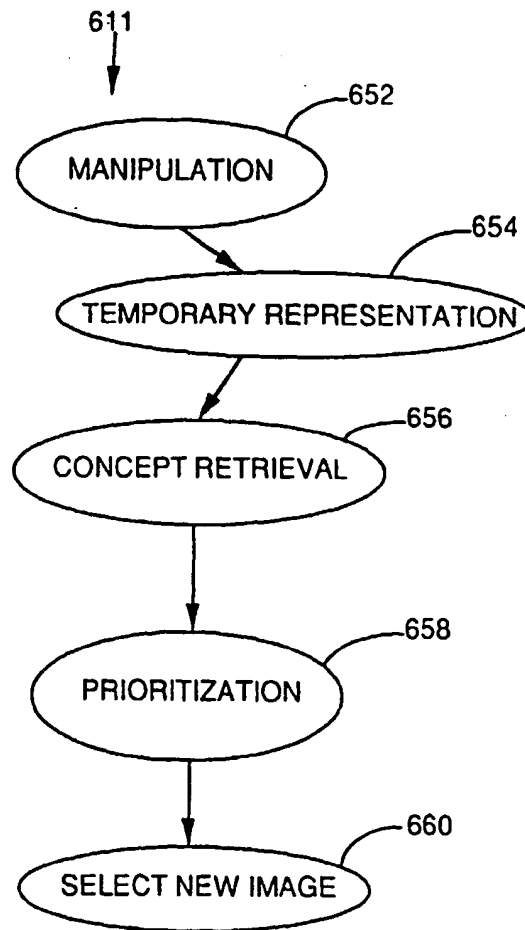 611
652
MANIPULATION
654
TEMPORARY REPRESENTATION
656
CONCEPT RETRIEVAL
658
PRIORITIZATION
660
SELECT NEW IMAGE